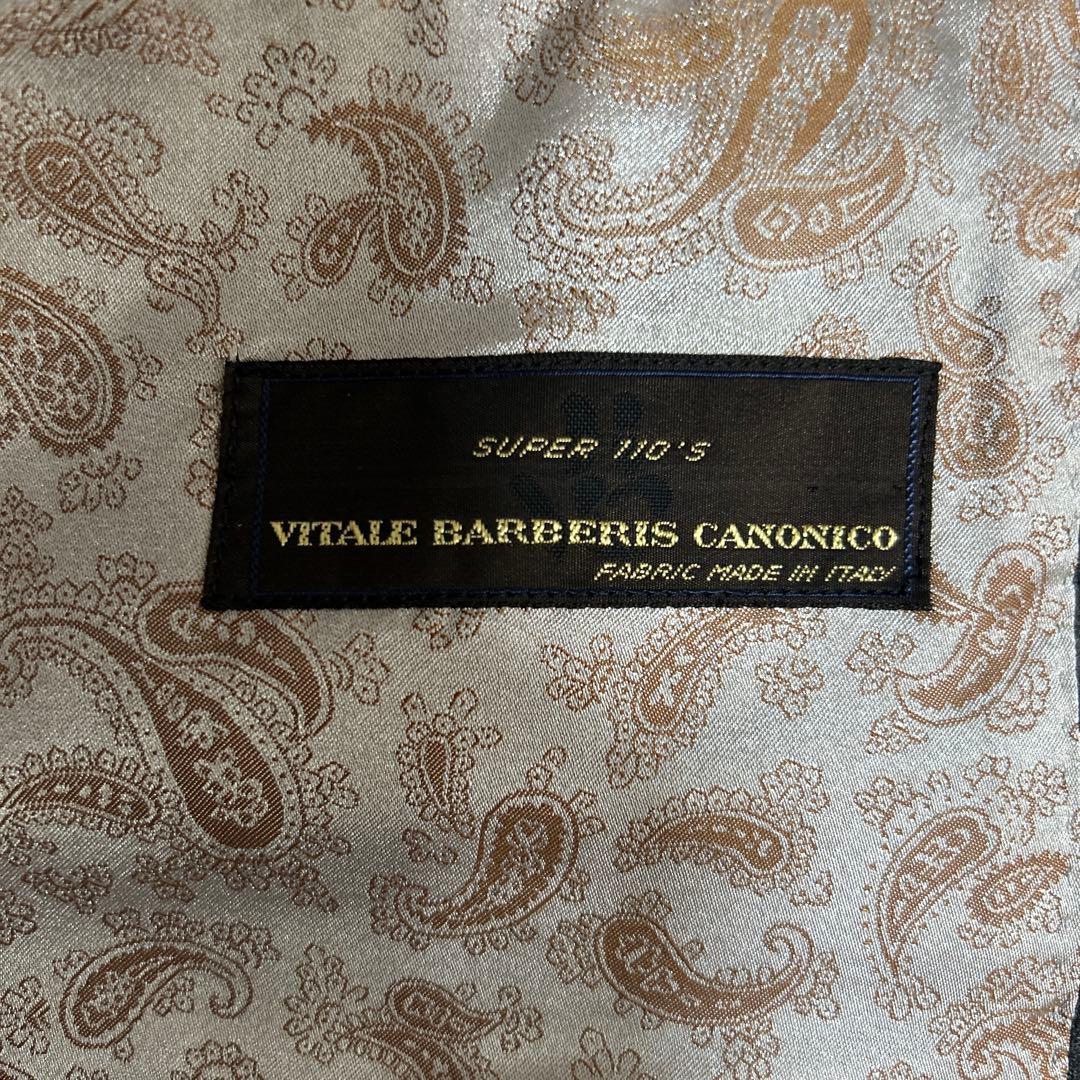 SUPER 110'S
VITALE BARBERIS CANONICO
FABRIC MADE IN ITALY